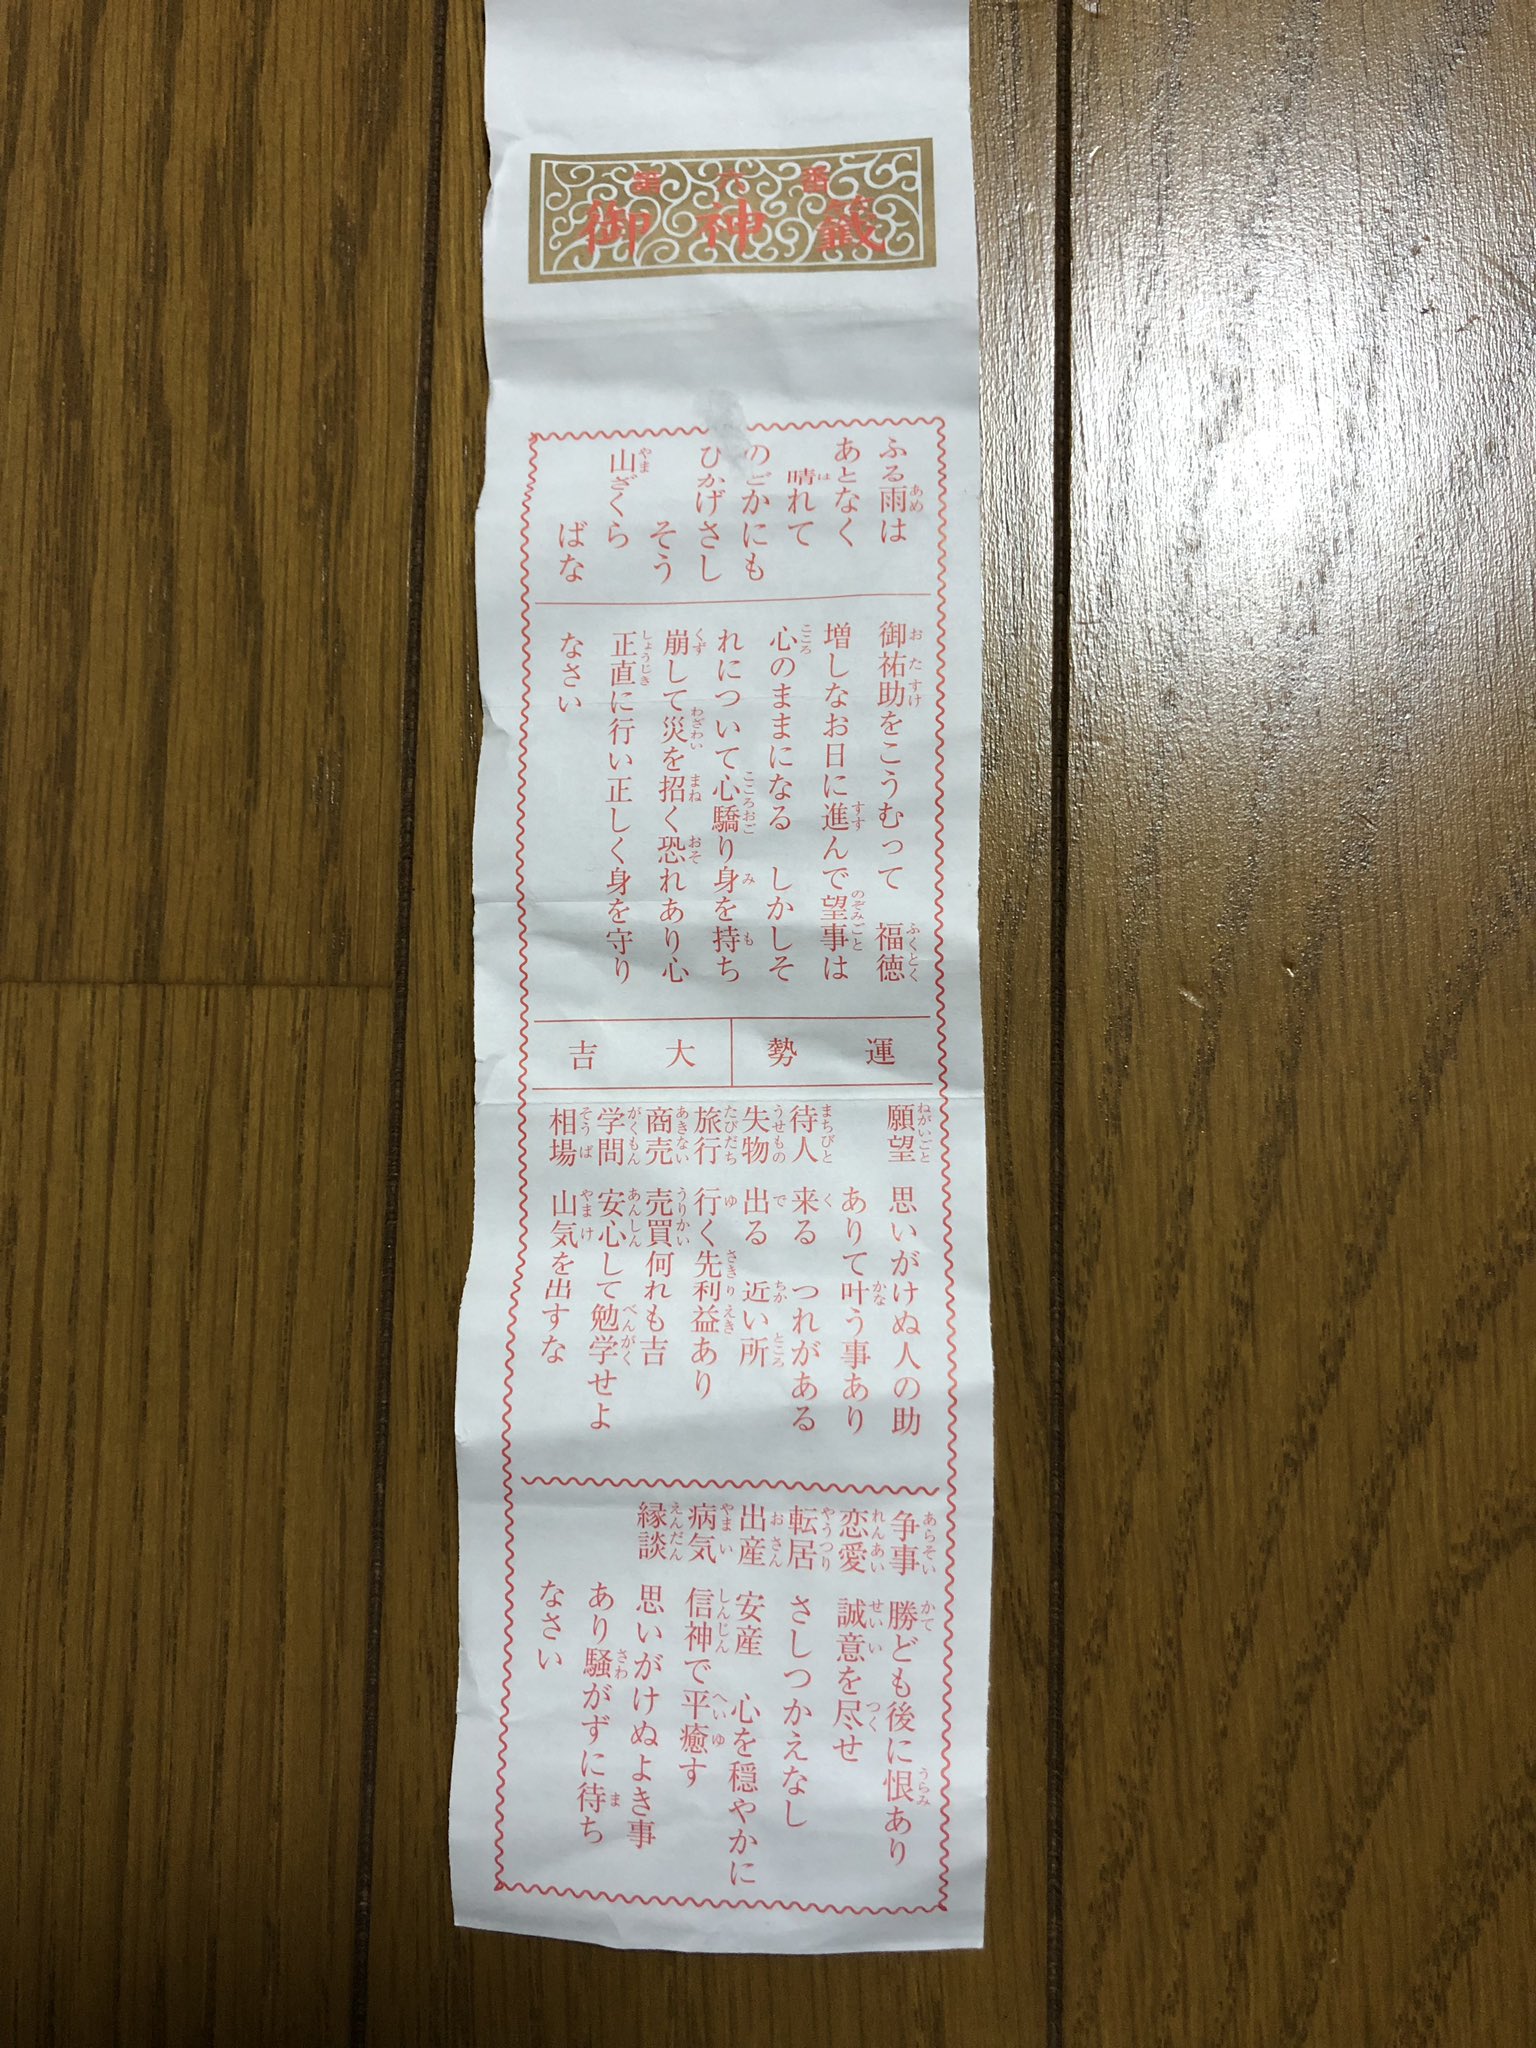 第六番
御神籤
ふる雨は
あとなく
晴れて
のどかにも
ひかげさし
そう
山ざくら
ばな
御祐助をこうむって 福徳
増しなお日に進んで望事は
心のままになる しかしそ
れについて心驕り身を持ち
崩して災を招く恐れあり心
正直に行い正しく身を守り
なさい
運勢 大吉
願望 思いがけぬ人の助
ありて叶う事あり
待人 来る つれがある
失物 出る 近い所
旅行 行く先利益あり
商売 売買何れも吉
学問 安心して勉学せよ
相場 山気を出すな
争事 勝ども後に恨あり
恋愛 誠意を尽せ
転居 さしつかえなし
出産 安産 心を穏やかに
病気 信神で平癒す
縁談 思いがけぬよき事
あり騒がずに待ち
なさい